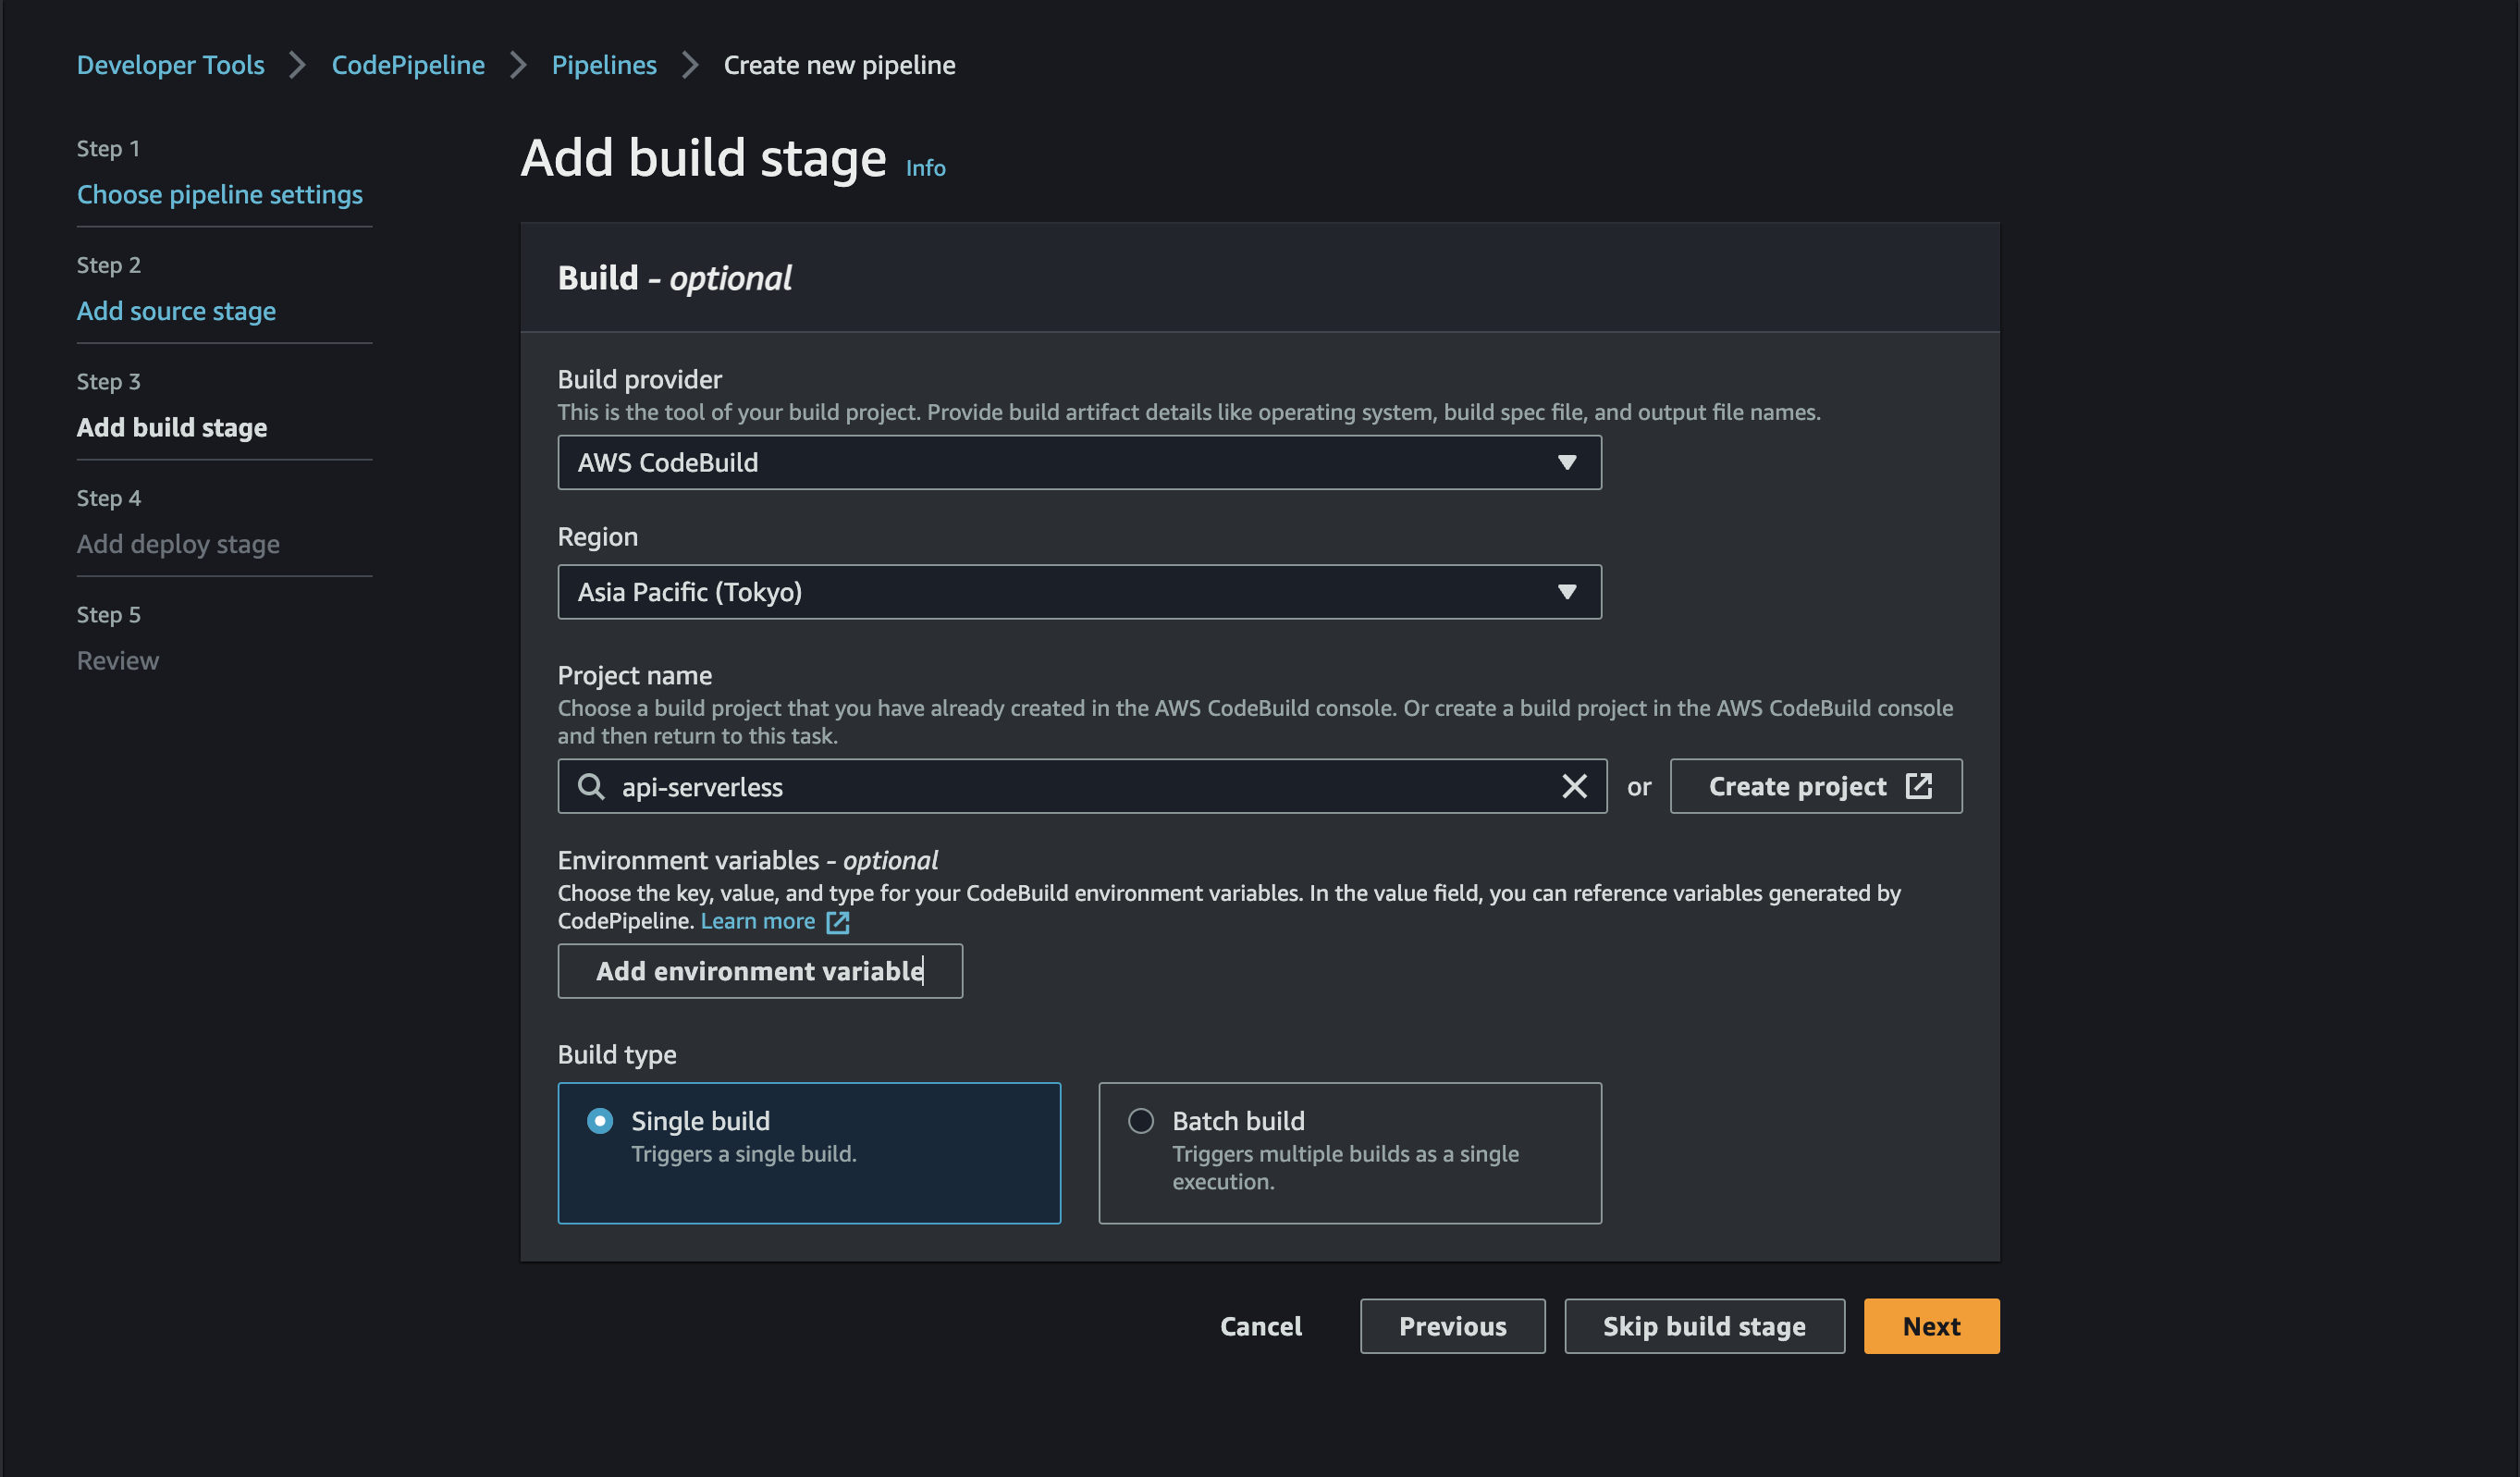 Developer Tools
CodePipeline
Pipelines
Create new pipeline
Step 1
Choose pipeline settings
Step 2
Add source stage
Step 3
Add build stage
Step 4
Add deploy stage
Step 5
Review
Add build stage Info
Build - optional
Build provider
This is the tool of your build project. Provide build artifact details like operating system, build spec file, and output file names.
AWS CodeBuild
Region
Asia Pacific (Tokyo)
Project name
Choose a build project that you have already created in the AWS CodeBuild console. Or create a build project in the AWS CodeBuild console
and then return to this task.
api-serverless
or
Create project
Environment variables - optional
Choose the key, value, and type for your CodeBuild environment variables. In the value field, you can reference variables generated by
CodePipeline. Learn more
Add environment variable
Build type
Single build
Triggers a single build.
Batch build
Triggers multiple builds as a single
execution.
Cancel
Previous
Skip build stage
Next